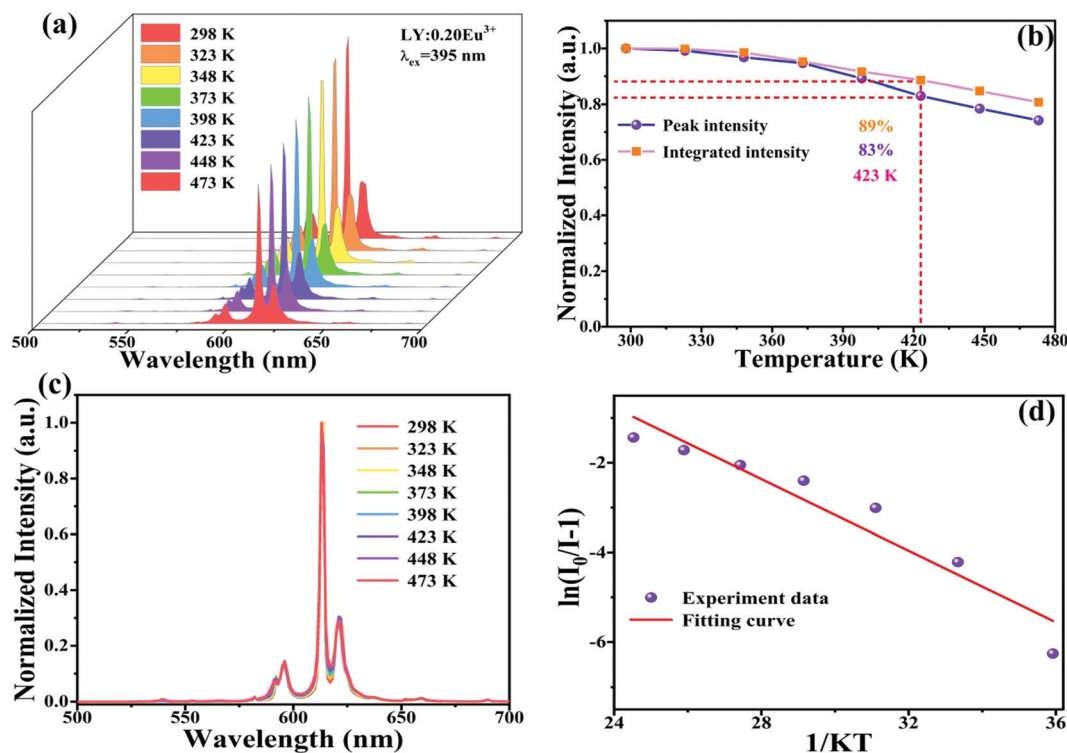 (a)
298 K
323 K
348 K
373 K
398 K
423 K
448 K
473 K
LY:0.20Eu³⁺
λex=395 nm
500 550 600 650 700
Wavelength (nm)
(b)
Normalized Intensity (a.u.)
1.0
0.8
0.6
0.4
0.2
0.0
Peak intensity
Integrated intensity
89%
83%
423 K
300 330 360 390 420 450 480
Temperature (K)
(c)
Normalized Intensity (a.u.)
1.0
0.8
0.6
0.4
0.2
0.0
298 K
323 K
348 K
373 K
398 K
423 K
448 K
473 K
500 550 600 650 700
Wavelength (nm)
(d)
ln(I₀/I-1)
-2
-4
-6
Experiment data
Fitting curve
24 28 32 36
1/KT